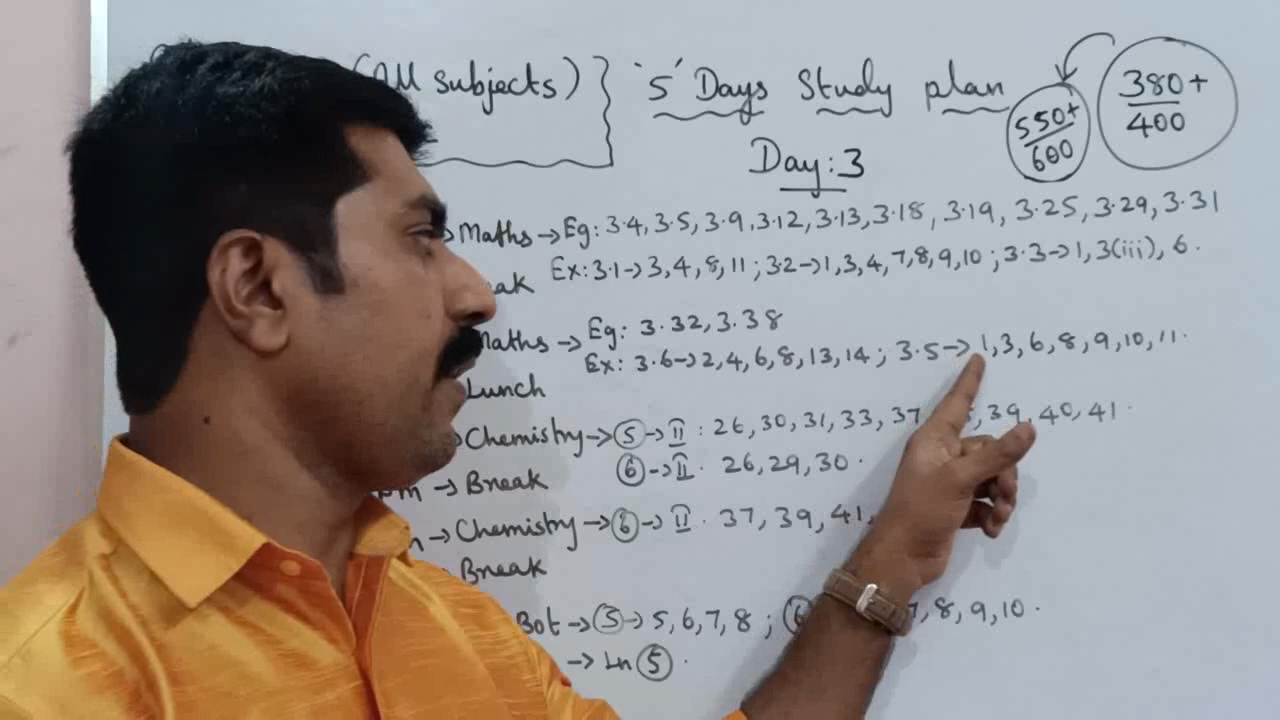 (All subjects) '5' Days Study plan
550+/600 380+/400
Day:3
Maths → Eg: 3.4, 3.5, 3.9, 3.12, 3.13, 3.18, 3.19, 3.25, 3.29, 3.31
Ex: 3.1 → 3, 4, 8, 11 ; 3.2 → 1, 3, 4, 7, 8, 9, 10 ; 3.3 → 1, 3(iii), 6.
Maths → Eg: 3.32, 3.38
Ex: 3.6 → 2, 4, 6, 8, 13, 14 ; 3.5 → 1, 3, 6, 8, 9, 10, 11.
Lunch
Chemistry → 5 → II : 26, 30, 31, 33, 37, 39, 40, 41.
6 → II. 26, 29, 30.
pm → Break
→ Chemistry → 6 → II. 37, 39, 41,
Break
Bot → 5 → 5, 6, 7, 8 ; 7, 8, 9, 10.
→ Ln 5.